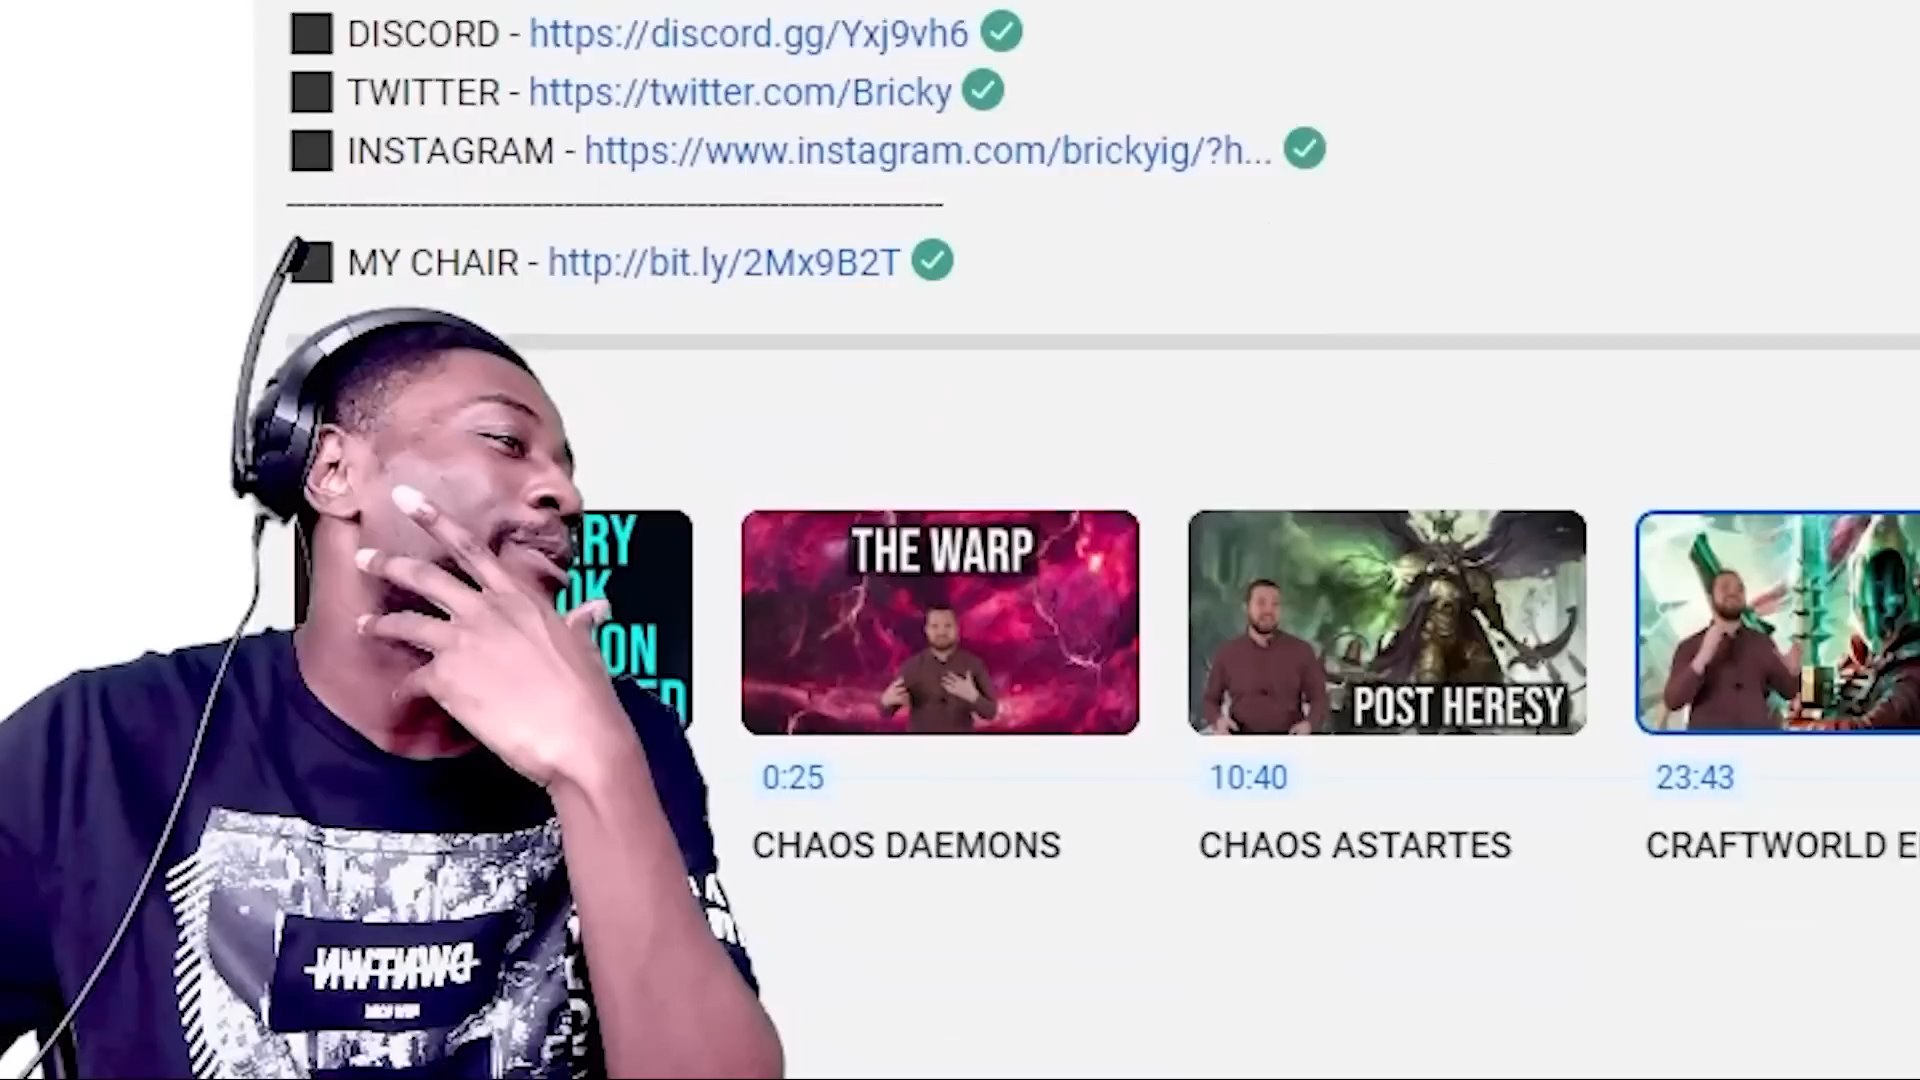 DISCORD - https://discord.gg/Yxj9vh6
TWITTER - https://twitter.com/Bricky
INSTAGRAM - https://www.instagram.com/brickyig/?h...
MY CHAIR - http://bit.ly/2Mx9B2T
THE WARP
POST HERESY
0:25
10:40
23:43
CHAOS DAEMONS
CHAOS ASTARTES
CRAFTWORLD